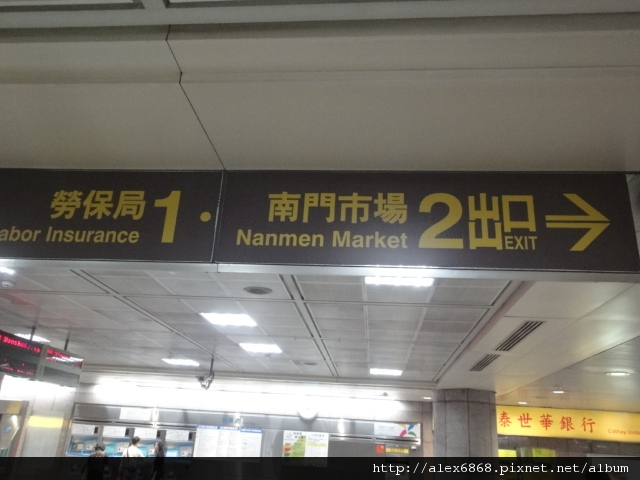 勞保局 1 · 南門市場 2 出口
Labor Insurance Nanmen Market EXIT
泰世華銀行
http://alex6868.pixnet.net/album